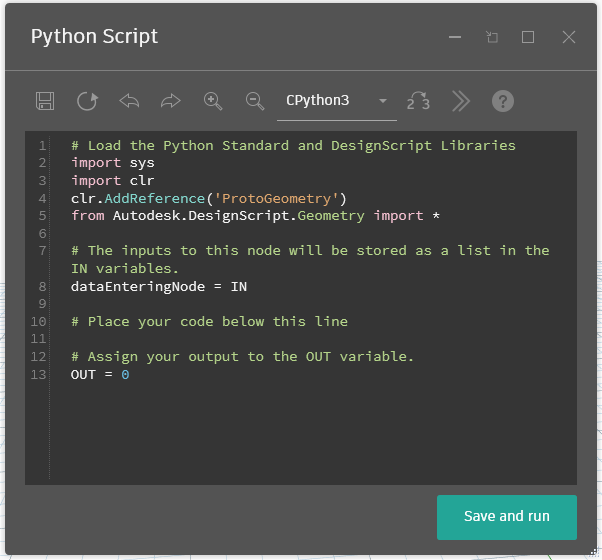 Python Script
CPython3
2 3
?
1 # Load the Python Standard and DesignScript Libraries
2 import sys
3 import clr
4 clr.AddReference('ProtoGeometry')
5 from Autodesk.DesignScript.Geometry import *
6
7 # The inputs to this node will be stored as a list in the
IN variables.
8 dataEnteringNode = IN
9
10 # Place your code below this line
11
12 # Assign your output to the OUT variable.
13 OUT = 0
Save and run